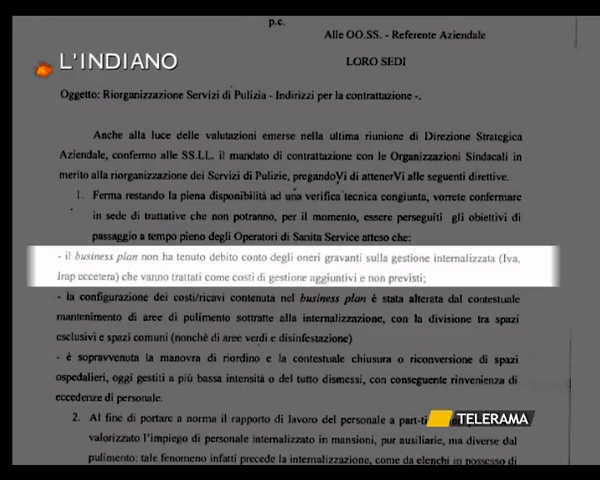 p.c.
Alle OO.SS. - Referente Aziendale
L'INDIANO
LORO SEDI
Oggetto: Riorganizzazione Servizi di Pulizia - Indirizzi per la contrattazione -.
Anche alla luce delle valutazioni emerse nella ultima riunione di Direzione Strategica
Aziendale, confermo alle SS.LL. il mandato di contrattazione con le Organizzazioni Sindacali in
merito alla riorganizzazione dei Servizi di Pulizie, pregandoVi di attenerVi alle seguenti direttive.
1. Ferma restando la piena disponibilità ad una verifica tecnica congiunta, vorrete confermare
in sede di trattative che non potranno, per il momento, essere perseguiti gli obiettivi di
passaggio a tempo pieno degli Operatori di Sanita Service atteso che:
- il business plan non ha tenuto debito conto degli oneri gravanti sulla gestione internalizzata (Iva,
Irap eccetera) che vanno trattati come costi di gestione aggiuntivi e non previsti;
- la configurazione dei costi/ricavi contenuta nel business plan è stata alterata dal contestuale
mantenimento di aree di pulimento sottratte alla internalizzazione, con la divisione tra spazi
esclusivi e spazi comuni (nonchè di aree verdi e disinfestazione)
- è sopravvenuta la manovra di riordino e la contestuale chiusura o riconversione di spazi
ospedalieri, oggi gestiti a più bassa intensità o del tutto dismessi, con conseguente rinvenienza di
eccedenze di personale.
2. Al fine di portare a norma il rapporto di lavoro del personale a part-ti
TELERAMA
valorizzato l'impiego di personale internalizzato in mansioni, pur ausiliarie, ma diverse dal
pulimento: tale fenomeno infatti precede la internalizzazione, come da elenchi in possesso di